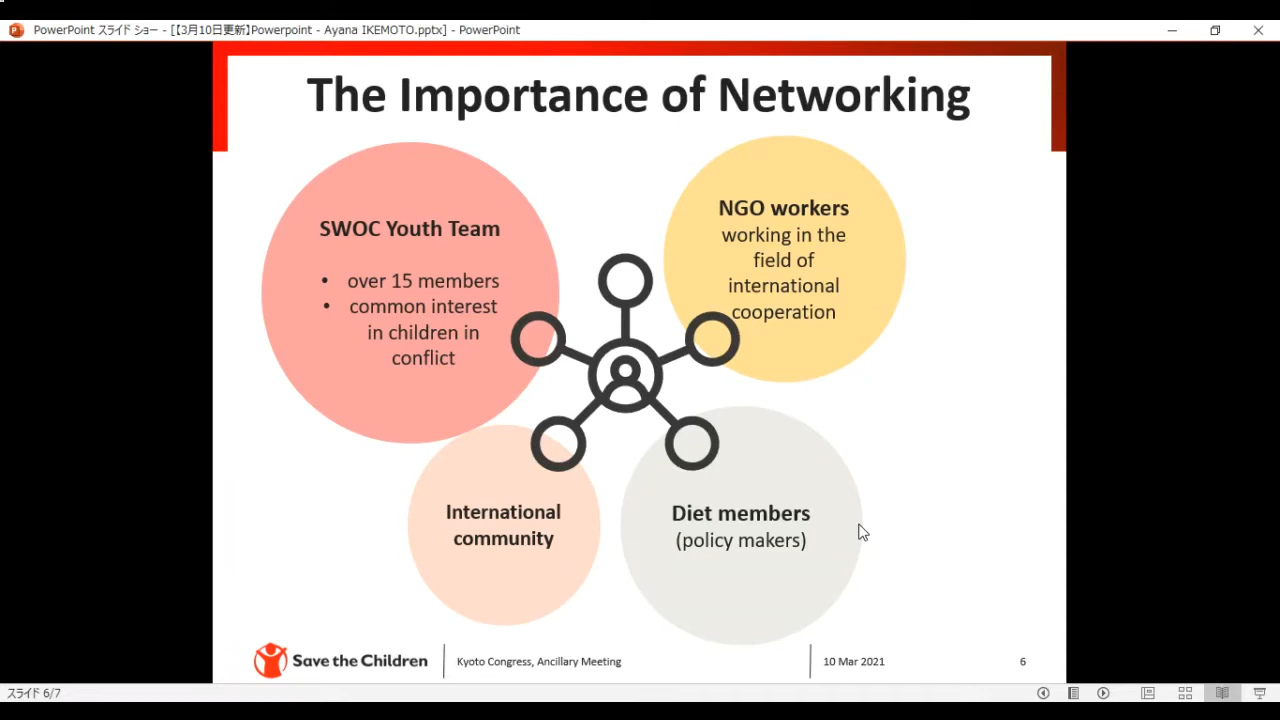 PowerPoint スライド ショー - [【3月10日更新】Powerpoint - Ayana IKEMOTO.pptx] - PowerPoint
The Importance of Networking
SWOC Youth Team
• over 15 members
• common interest
in children in
conflict
NGO workers
working in the
field of
international
cooperation
International
community
Diet members
(policy makers)
Save the Children
Kyoto Congress, Ancillary Meeting
10 Mar 2021
6
スライド 6/7